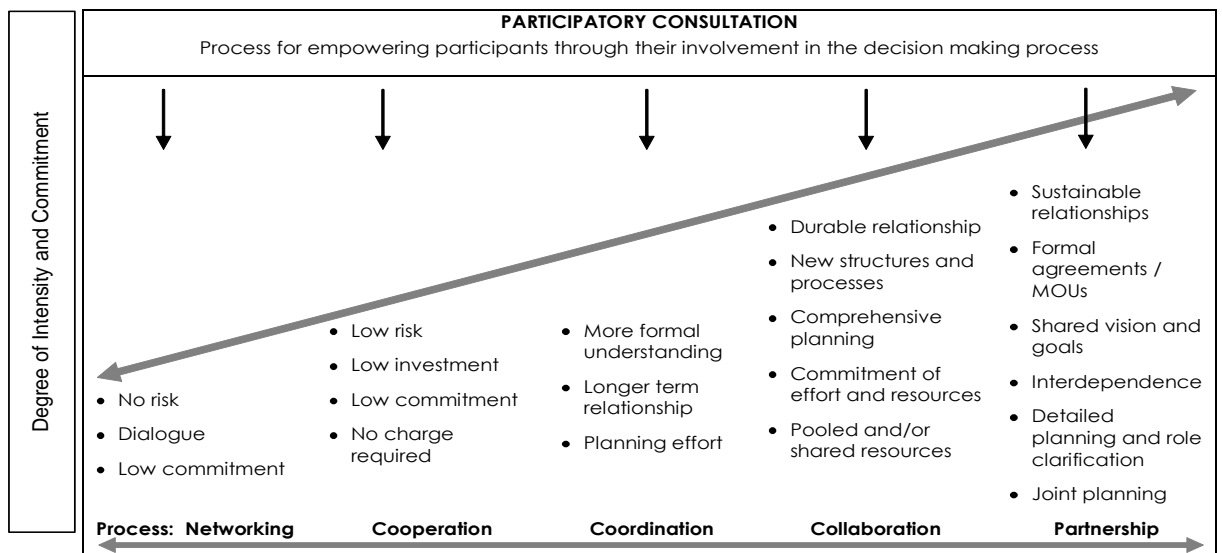 PARTICIPATORY CONSULTATION
Process for empowering participants through their involvement in the decision making process
Degree of Intensity and Commitment
• No risk
• Dialogue
• Low commitment
• Low risk
• Low investment
• Low commitment
• No charge
required
• More formal
understanding
• Longer term
relationship
• Planning effort
• Durable relationship
• New structures and
processes
• Comprehensive
planning
• Commitment of
effort and resources
• Pooled and/or
shared resources
• Sustainable
relationships
• Formal
agreements /
MOUs
• Shared vision and
goals
• Interdependence
• Detailed
planning and role
clarification
• Joint planning
Process: Networking Cooperation Coordination Collaboration Partnership